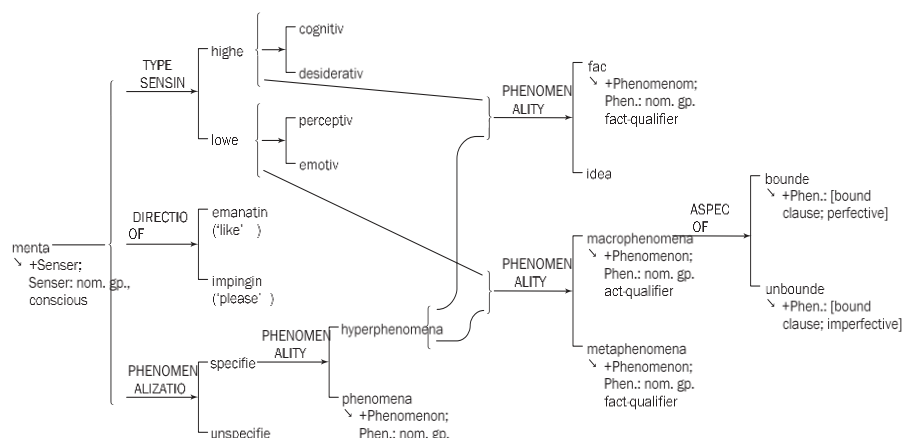 cognitiv
highe
TYPE
SENSIN
desiderativ
fac
↘ +Phenomenom;
Phen.: nom. gp.
fact-qualifier
PHENOMEN
ALITY
perceptiv
lowe
emotiv
idea
bounde
↘ +Phen.: [bound
clause; perfective]
emanatin
('like' )
DIRECTIO
OF
ASPEC
OF
menta
↘ +Senser;
Senser: nom. gp.,
conscious
macrophenomena
↘ +Phenomenon;
Phen.: nom. gp.
act-qualifier
PHENOMEN
ALITY
impingin
('please' )
unbounde
↘ +Phen.: [bound
clause; imperfective]
hyperphenomena
PHENOMEN
ALITY
specifie
metaphenomena
↘ +Phenomenon;
Phen.: nom. gp.
fact-qualifier
PHENOMEN
ALIZATIO
phenomena
↘ +Phenomenon;
Phen.: nom. gp.
unspecifie